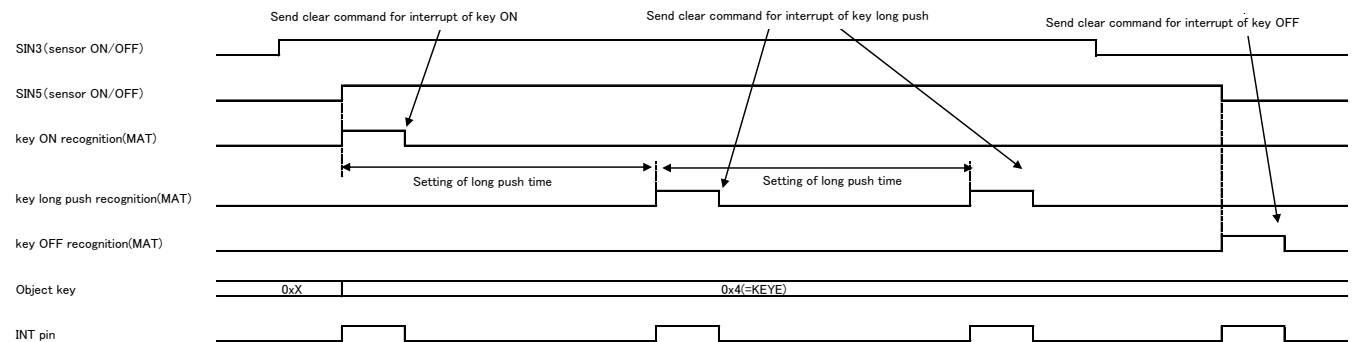 Send clear command for interrupt of key ON
Send clear command for interrupt of key long push
Send clear command for interrupt of key OFF
SIN3(sensor ON/OFF)
SIN5(sensor ON/OFF)
key ON recognition(MAT)
Setting of long push time
Setting of long push time
key long push recognition(MAT)
key OFF recognition(MAT)
Object key
0xX
0x4(=KEYE)
INT pin